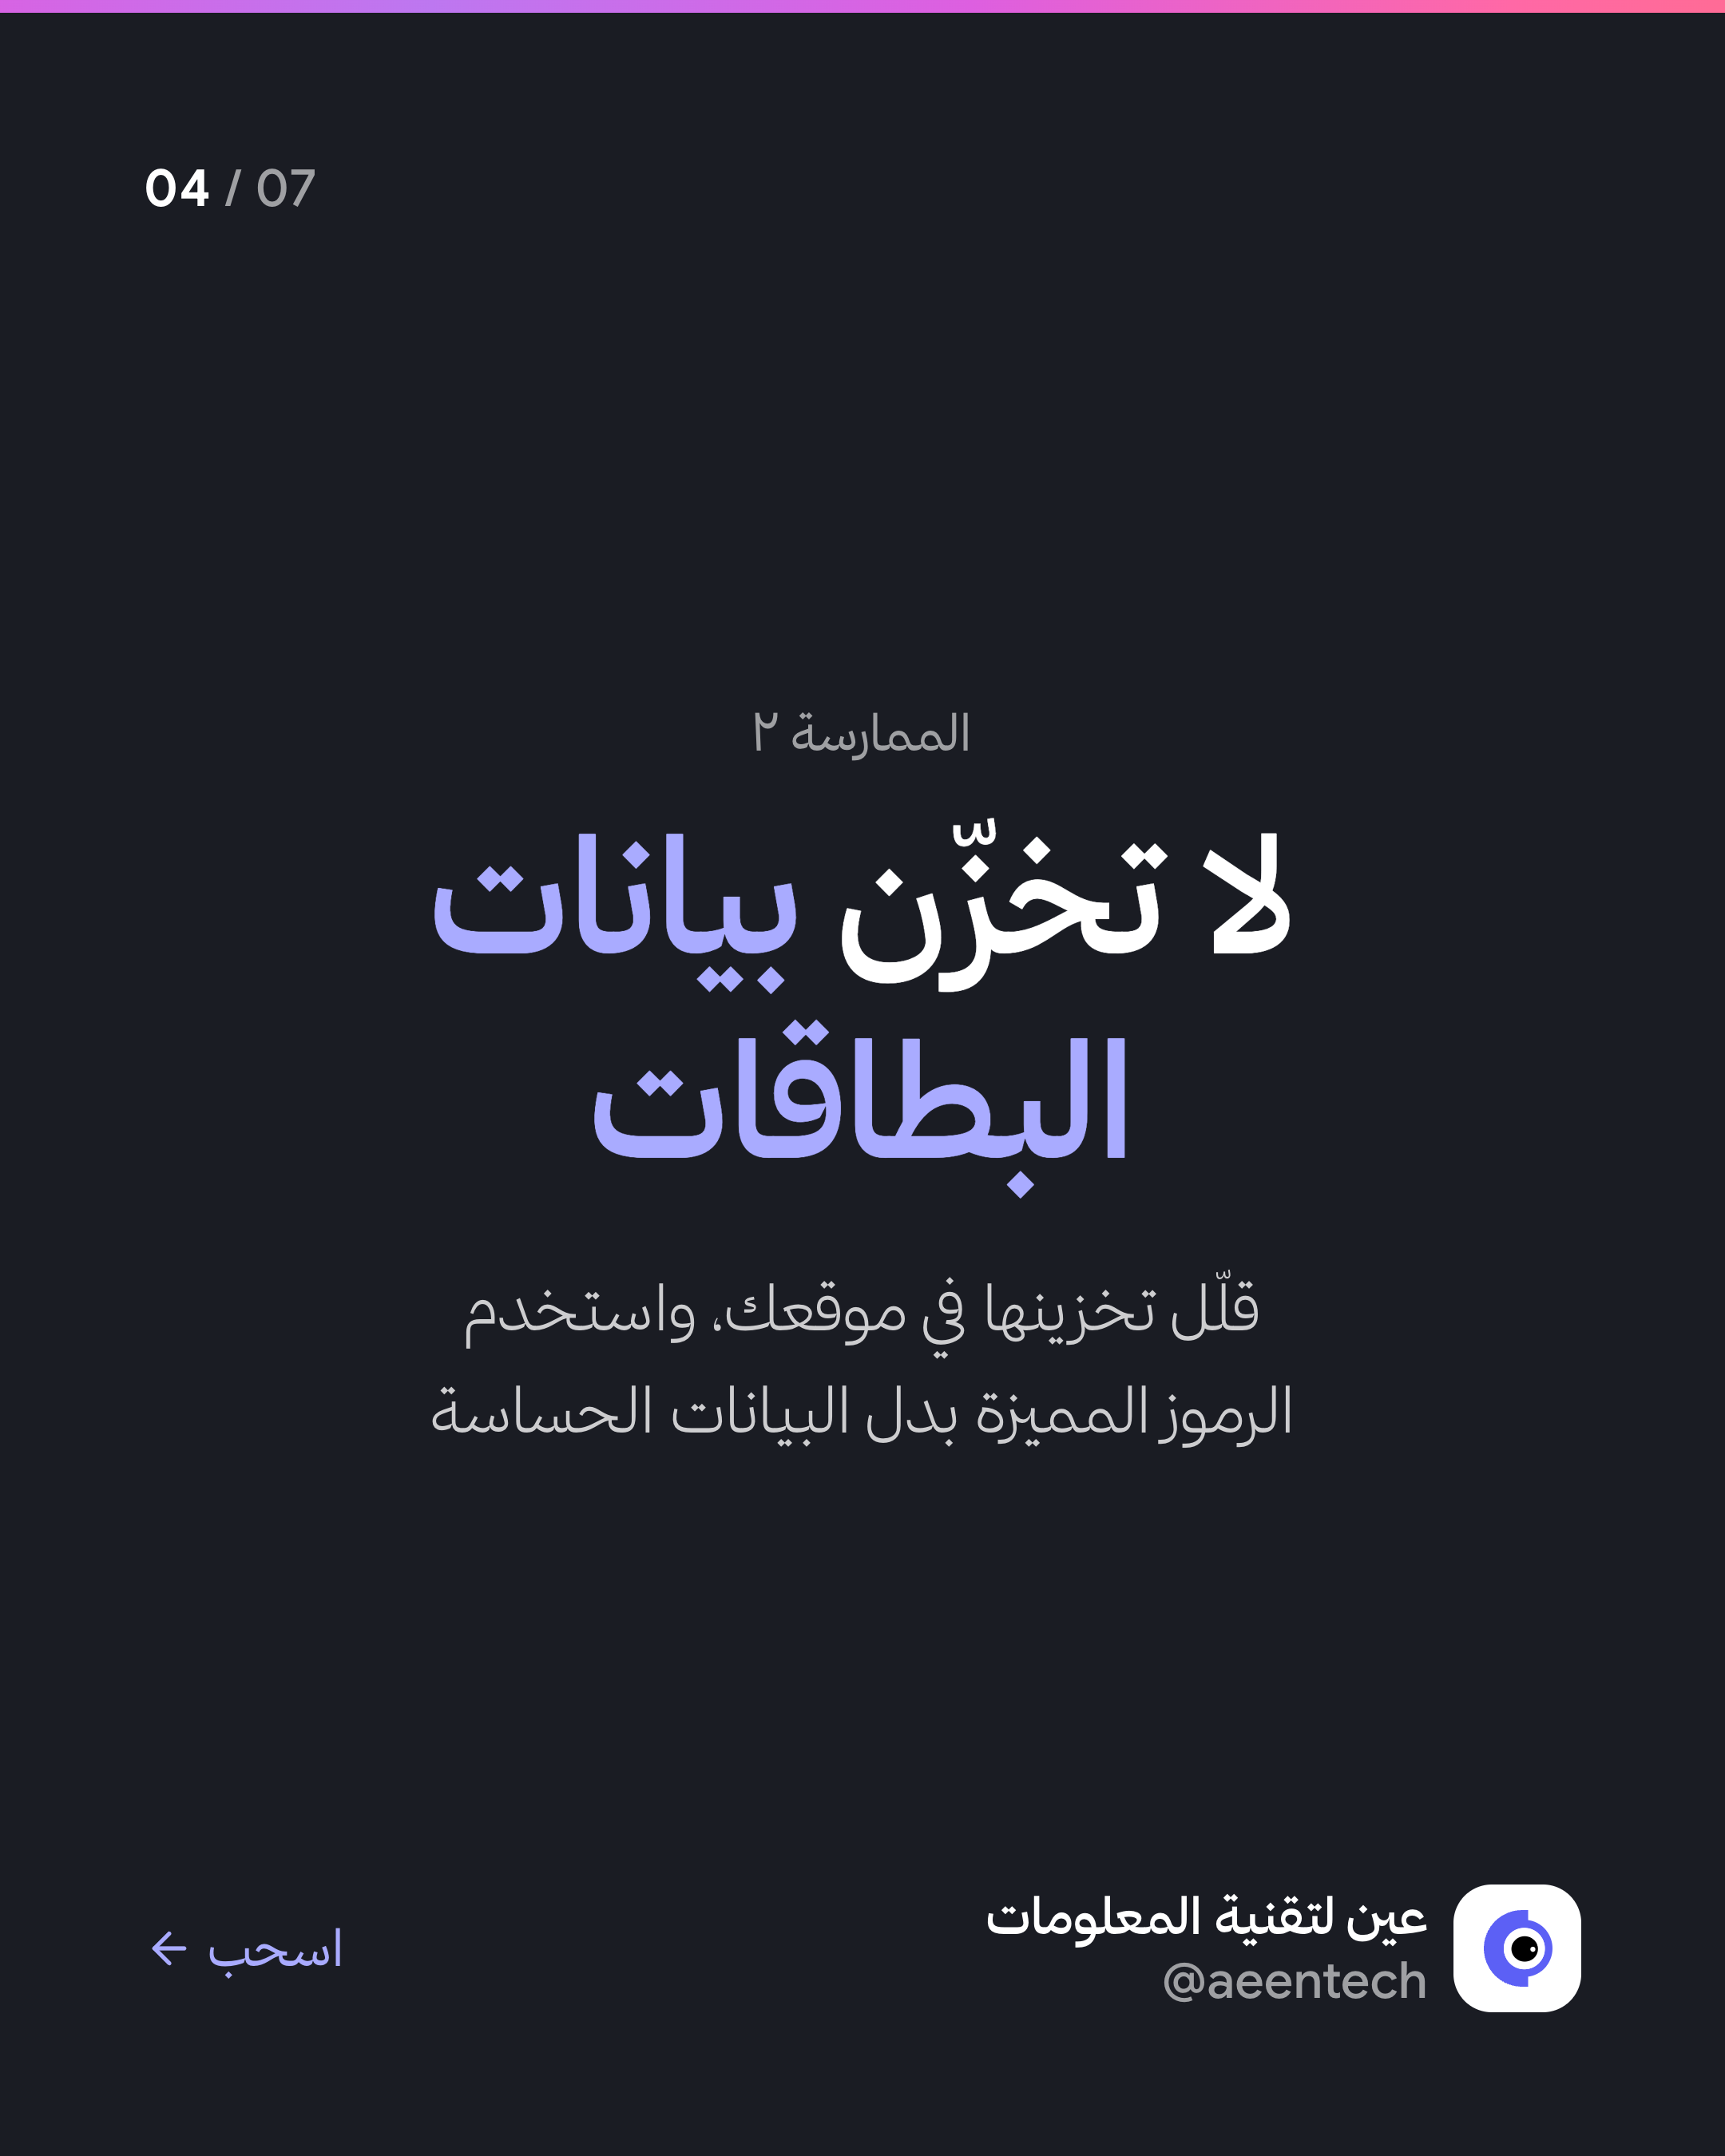 04 / 07
الممارسة ٢
لا تخزّن بيانات
البطاقات
قلّل تخزينها في موقعك، واستخدم
الرموز المميزة بدل البيانات الحساسة
عين لتقنية المعلومات
@aeentech
اسحب ←